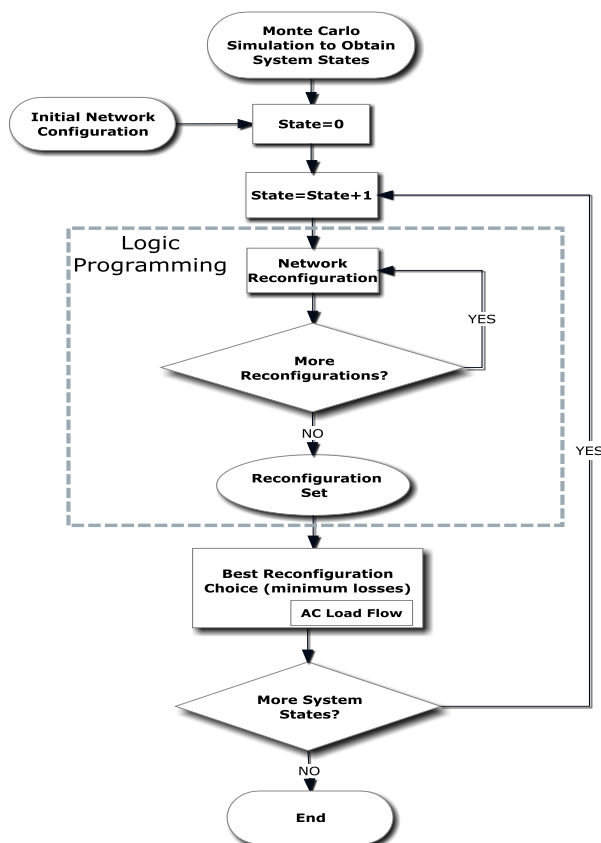 Monte Carlo
Simulation to Obtain
System States
Initial Network
Configuration
State=0
State=State+1
Logic
Programming
Network
Reconfiguration
YES
More
Reconfigurations?
NO
Reconfiguration
Set
YES
Best Reconfiguration
Choice (minimum losses)
AC Load Flow
More System
States?
NO
End